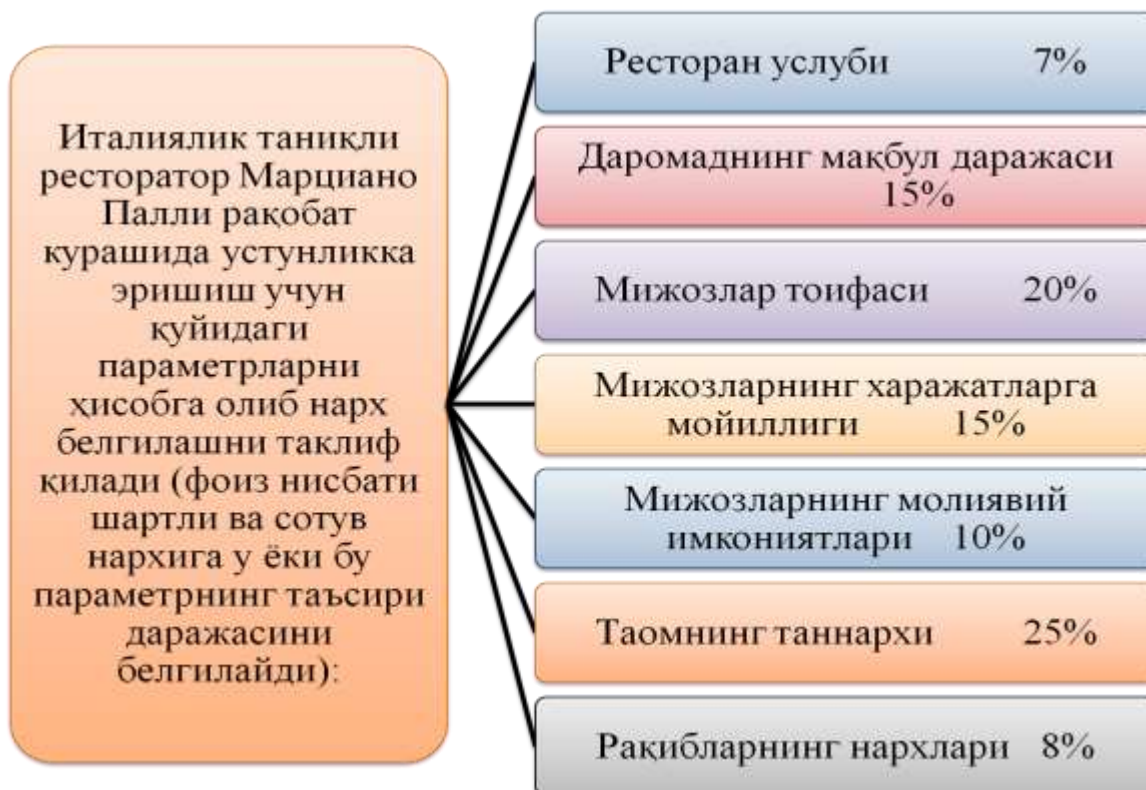 Италиялик таниқли
ресторатор Марциано
Палли рақобат
курашида устунликка
эришиш учун
қуйидаги
параметрларни
ҳисобга олиб нарх
белгилашни таклиф
қилади (фоиз нисбати
шартли ва сотув
нархига у ёки бу
параметрнинг таъсири
даражасини
белгилайди):
Ресторан услуби 7%
Даромаднинг мақбул даражаси
15%
Мижозлар тоифаси 20%
Мижозларнинг харажатларга
мойиллиги 15%
Мижозларнинг молиявий
имкониятлари 10%
Таомнинг таннархи 25%
Рақибларнинг нархлари 8%